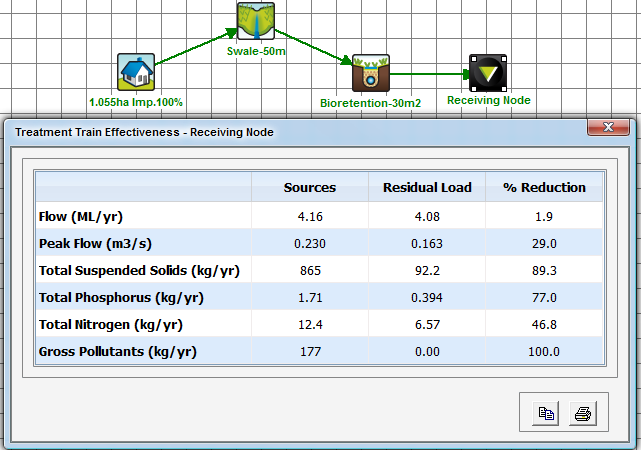 Swale-50m
1.055ha Imp.100%
Bioretention-30m2
Receiving Node
Treatment Train Effectiveness - Receiving Node
Sources Residual Load % Reduction
Flow (ML/yr) 4.16 4.08 1.9
Peak Flow (m3/s) 0.230 0.163 29.0
Total Suspended Solids (kg/yr) 865 92.2 89.3
Total Phosphorus (kg/yr) 1.71 0.394 77.0
Total Nitrogen (kg/yr) 12.4 6.57 46.8
Gross Pollutants (kg/yr) 177 0.00 100.0